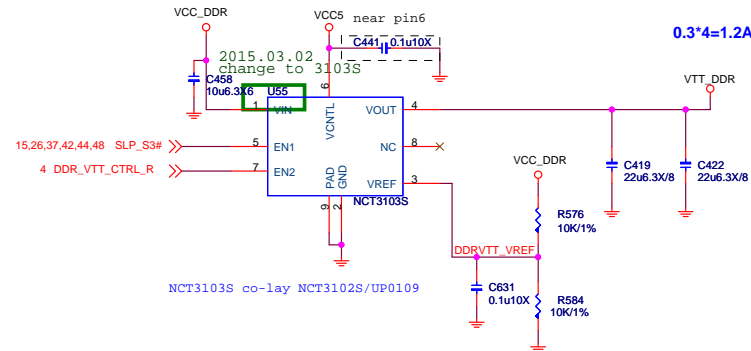 VCC_DDR
VCC5
near pin6
0.3*4=1.2A
C441
0.1u10X
2015.03.02
change to 3103S
VTT_DDR
C458
10u6.3X6
U55
6
1
VIN
VCNTL
VOUT
4
15,26,37,42,44,48 SLP_S3#
5
EN1
NC
8
VCC_DDR
4 DDR_VTT_CTRL_R
7
EN2
PAD
GND
VREF
3
C419
22u6.3X/8
C422
22u6.3X/8
9
2
NCT3103S
R576
10K/1%
DDRVTT_VREF
NCT3103S co-lay NCT3102S/UP0109
C631
0.1u10X
R584
10K/1%